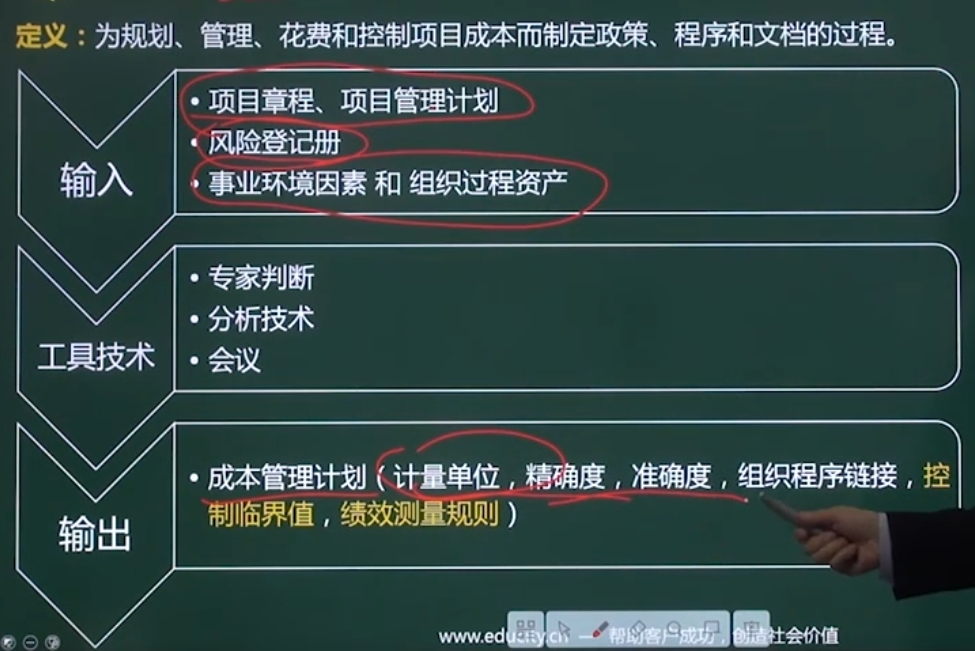 定义：为规划、管理、花费和控制项目成本而制定政策、程序和文档的过程。
输入
• 项目章程、项目管理计划
• 风险登记册
• 事业环境因素 和 组织过程资产
工具技术
• 专家判断
• 分析技术
• 会议
输出
• 成本管理计划（计量单位，精确度，准确度，组织程序链接，控
制临界值，绩效测量规则）
www.educity.cn — 帮助客户成功，创造社会价值